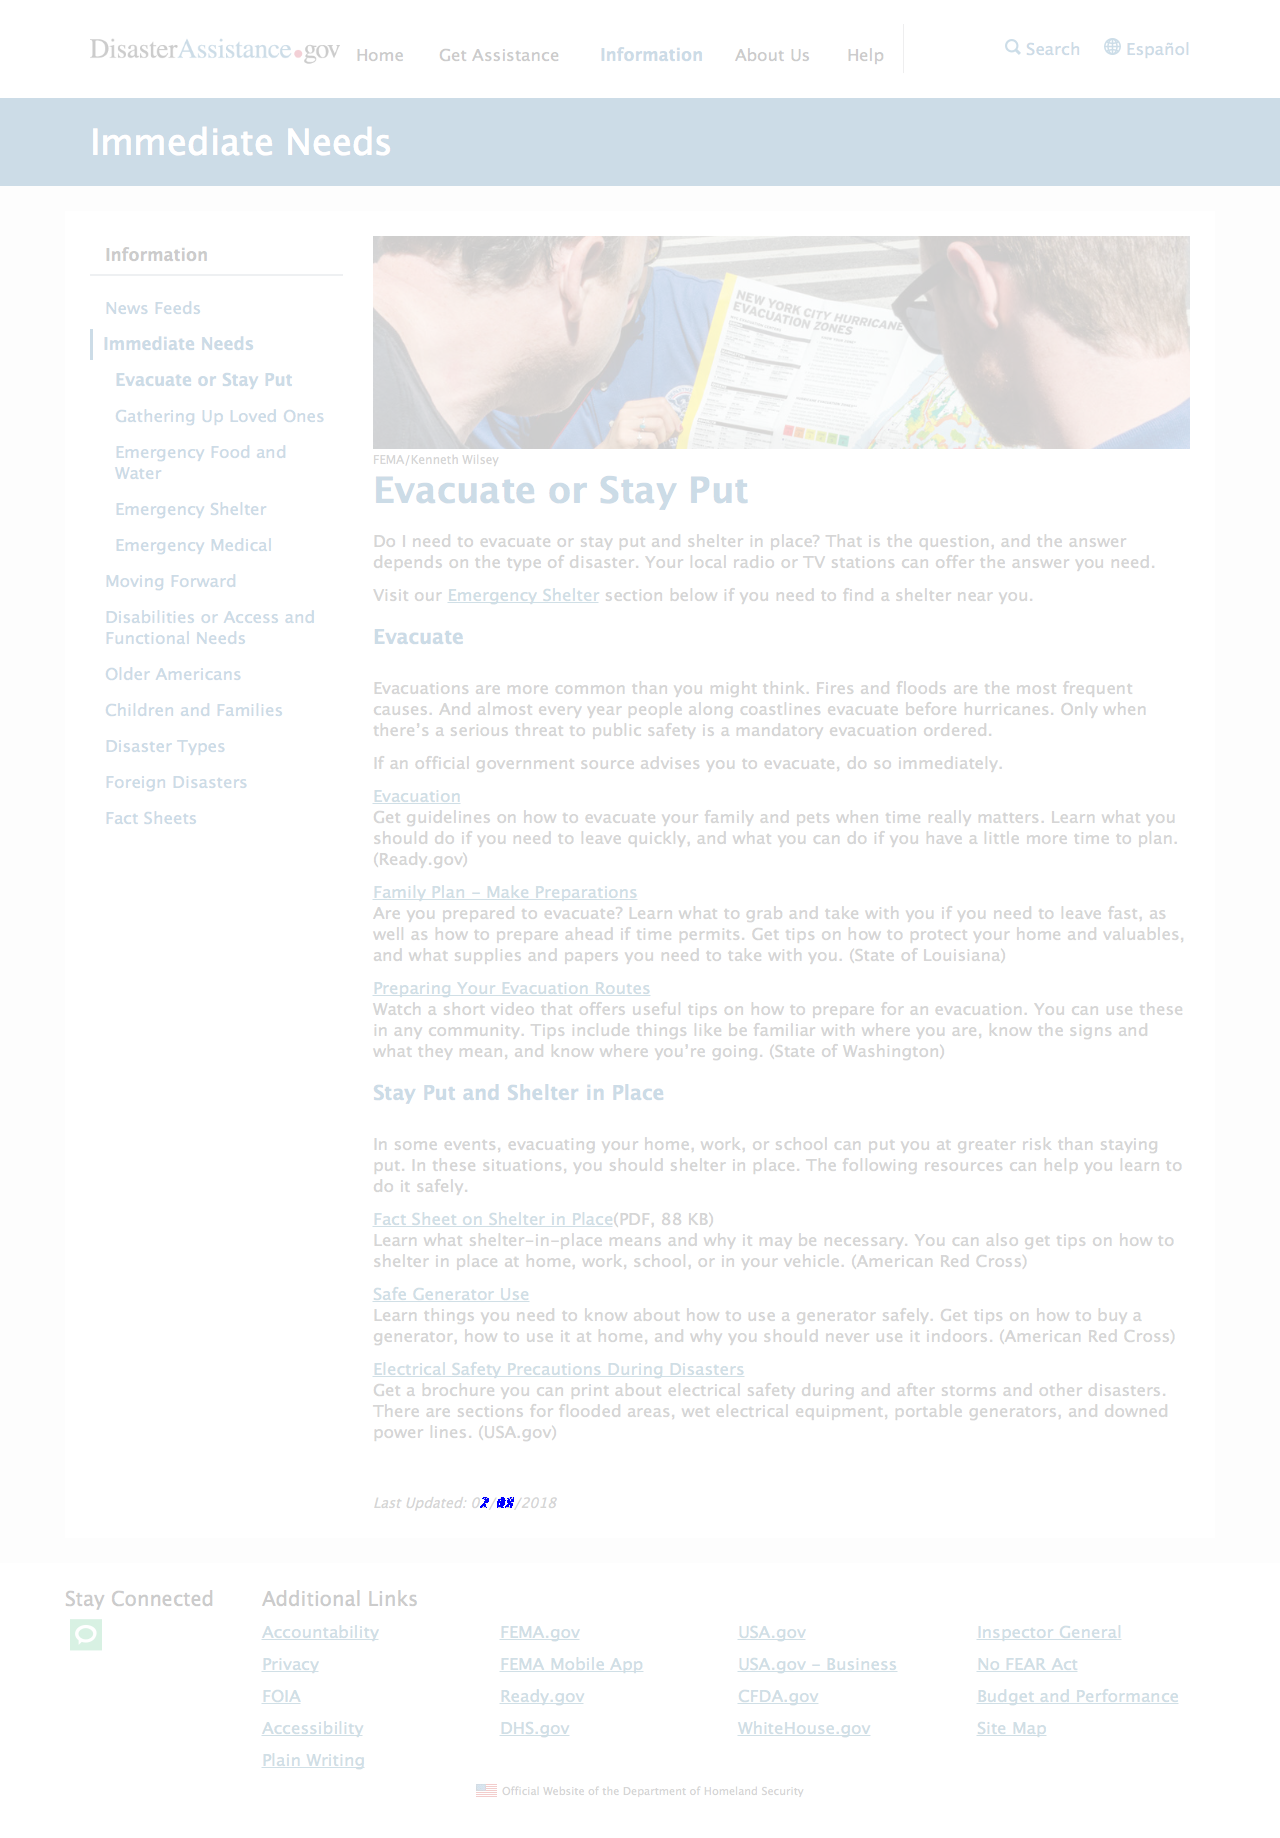 DisasterAssistance.gov Home Get Assistance Information About Us Help Search Español
Immediate Needs
Information
News Feeds
Immediate Needs
Evacuate or Stay Put
Gathering Up Loved Ones
Emergency Food and
Water
Emergency Shelter
Emergency Medical
Moving Forward
Disabilities or Access and
Functional Needs
Older Americans
Children and Families
Disaster Types
Foreign Disasters
Fact Sheets
NEW YORK CITY HURRICANE
EVACUATION ZONES
FEMA/Kenneth Wilsey
Evacuate or Stay Put
Do I need to evacuate or stay put and shelter in place? That is the question, and the answer
depends on the type of disaster. Your local radio or TV stations can offer the answer you need.
Visit our Emergency Shelter section below if you need to find a shelter near you.
Evacuate
Evacuations are more common than you might think. Fires and floods are the most frequent
causes. And almost every year people along coastlines evacuate before hurricanes. Only when
there's a serious threat to public safety is a mandatory evacuation ordered.
If an official government source advises you to evacuate, do so immediately.
Evacuation
Get guidelines on how to evacuate your family and pets when time really matters. Learn what you
should do if you need to leave quickly, and what you can do if you have a little more time to plan.
(Ready.gov)
Family Plan - Make Preparations
Are you prepared to evacuate? Learn what to grab and take with you if you need to leave fast, as
well as how to prepare ahead if time permits. Get tips on how to protect your home and valuables,
and what supplies and papers you need to take with you. (State of Louisiana)
Preparing Your Evacuation Routes
Watch a short video that offers useful tips on how to prepare for an evacuation. You can use these
in any community. Tips include things like be familiar with where you are, know the signs and
what they mean, and know where you're going. (State of Washington)
Stay Put and Shelter in Place
In some events, evacuating your home, work, or school can put you at greater risk than staying
put. In these situations, you should shelter in place. The following resources can help you learn to
do it safely.
Fact Sheet on Shelter in Place(PDF, 88 KB)
Learn what shelter-in-place means and why it may be necessary. You can also get tips on how to
shelter in place at home, work, school, or in your vehicle. (American Red Cross)
Safe Generator Use
Learn things you need to know about how to use a generator safely. Get tips on how to buy a
generator, how to use it at home, and why you should never use it indoors. (American Red Cross)
Electrical Safety Precautions During Disasters
Get a brochure you can print about electrical safety during and after storms and other disasters.
There are sections for flooded areas, wet electrical equipment, portable generators, and downed
power lines. (USA.gov)
Last Updated:
Stay Connected
Additional Links
Accountability FEMA.gov USA.gov Inspector General
Privacy FEMA Mobile App USA.gov - Business No FEAR Act
FOIA Ready.gov CFDA.gov Budget and Performance
Accessibility DHS.gov WhiteHouse.gov Site Map
Plain Writing
Official Website of the Department of Homeland Security